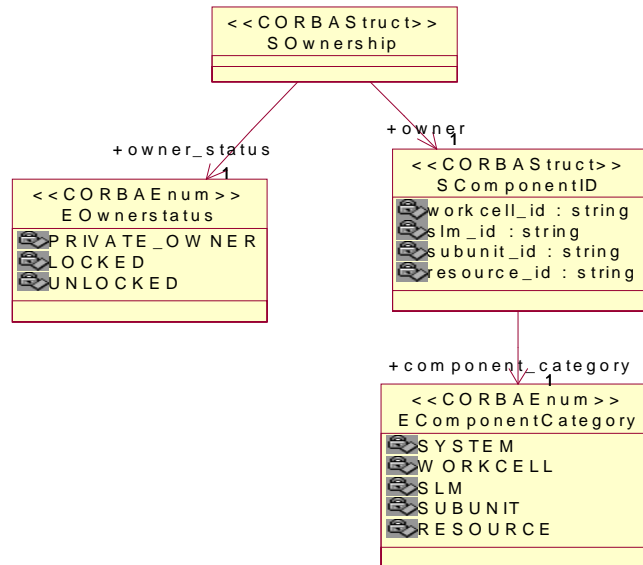 <<CORBAStruct>>
SOwnership
+owner_status
1
+owner
1
<<CORBAEnum>>
EOwnerstatus
PRIVATE_OWNER
LOCKED
UNLOCKED
<<CORBAStruct>>
SComponentID
workcell_id : string
slm_id : string
subunit_id : string
resource_id : string
+component_category
1
<<CORBAEnum>>
EComponentCategory
SYSTEM
WORKCELL
SLM
SUBUNIT
RESOURCE